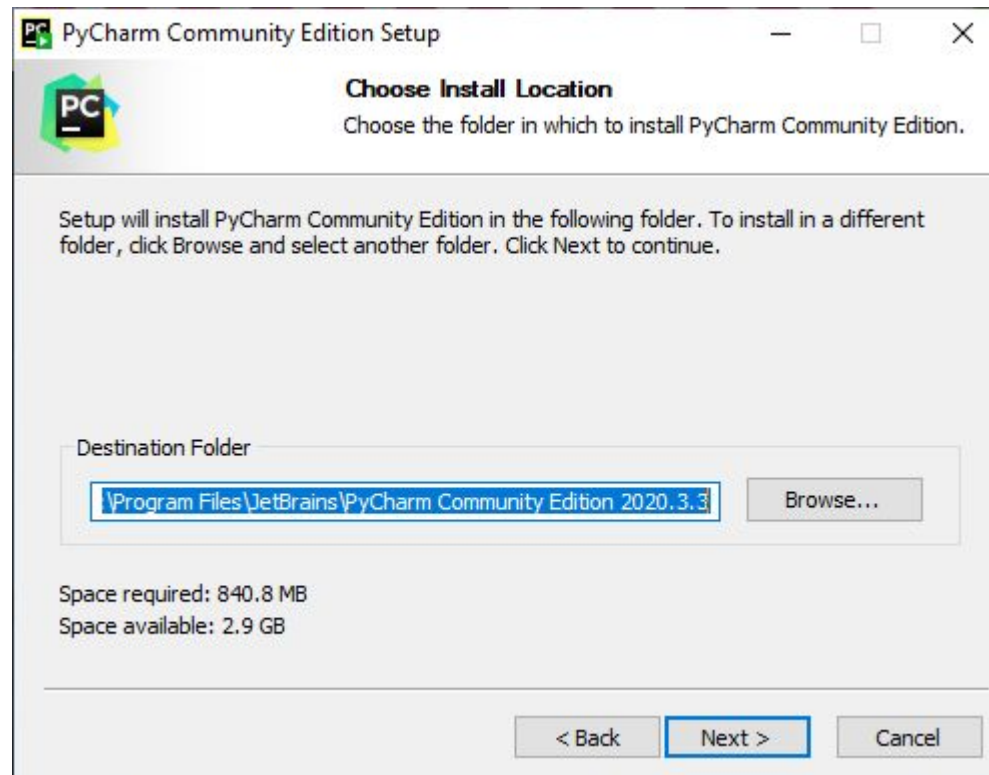 PC PyCharm Community Edition Setup
PC
Choose Install Location
Choose the folder in which to install PyCharm Community Edition.
Setup will install PyCharm Community Edition in the following folder. To install in a different
folder, click Browse and select another folder. Click Next to continue.
Destination Folder
:\Program Files\JetBrains\PyCharm Community Edition 2020.3.3
Browse...
Space required: 840.8 MB
Space available: 2.9 GB
< Back Next > Cancel